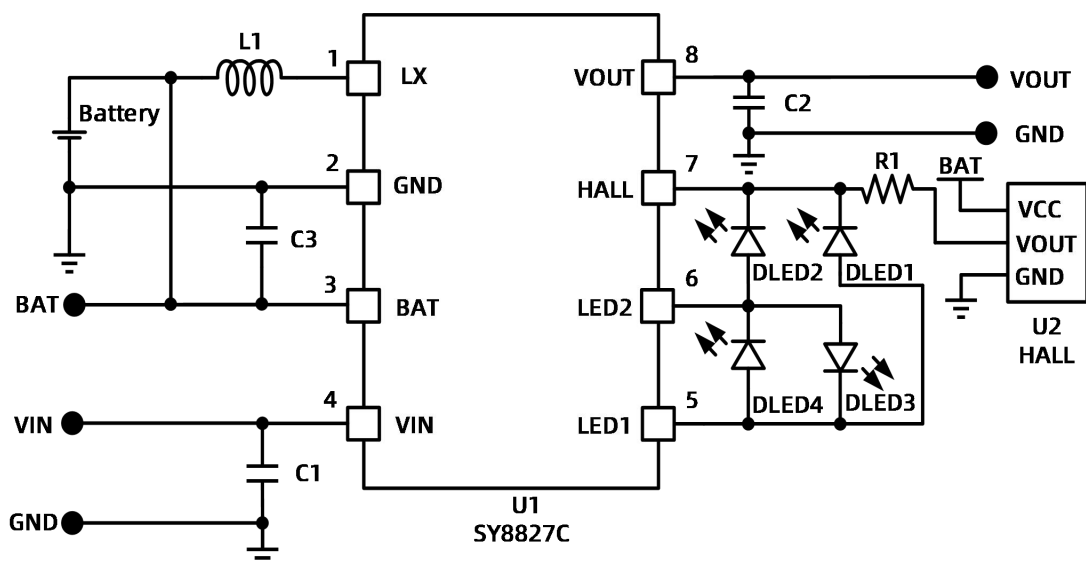 L1
1
LX
8
VOUT
VOUT
Battery
C2
GND
2
GND
7
HALL
R1
BAT
VCC
C3
VOUT
DLED2
DLED1
GND
BAT
3
BAT
6
LED2
U2
HALL
VIN
4
VIN
5
LED1
DLED4
DLED3
C1
GND
U1
SY8827C